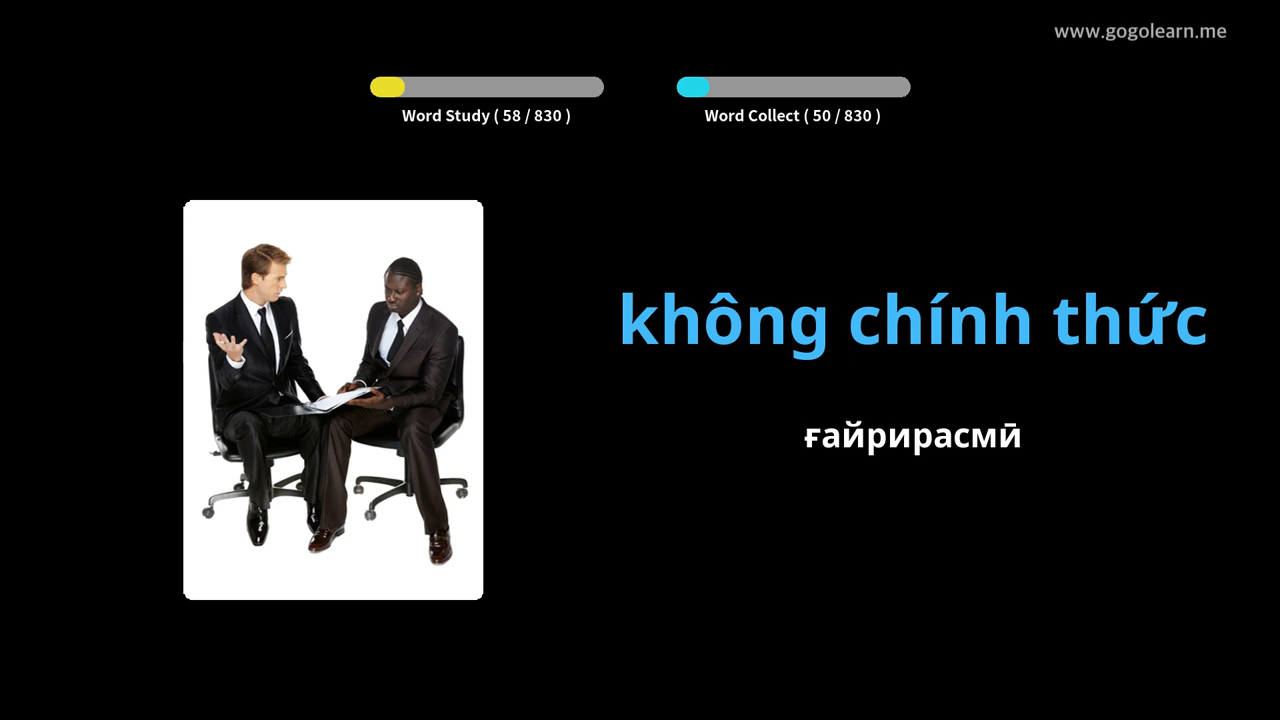 www.gogolearn.me
Word Study ( 58 / 830 )
Word Collect ( 50 / 830 )
không chính thức
ғайрирасмӣ